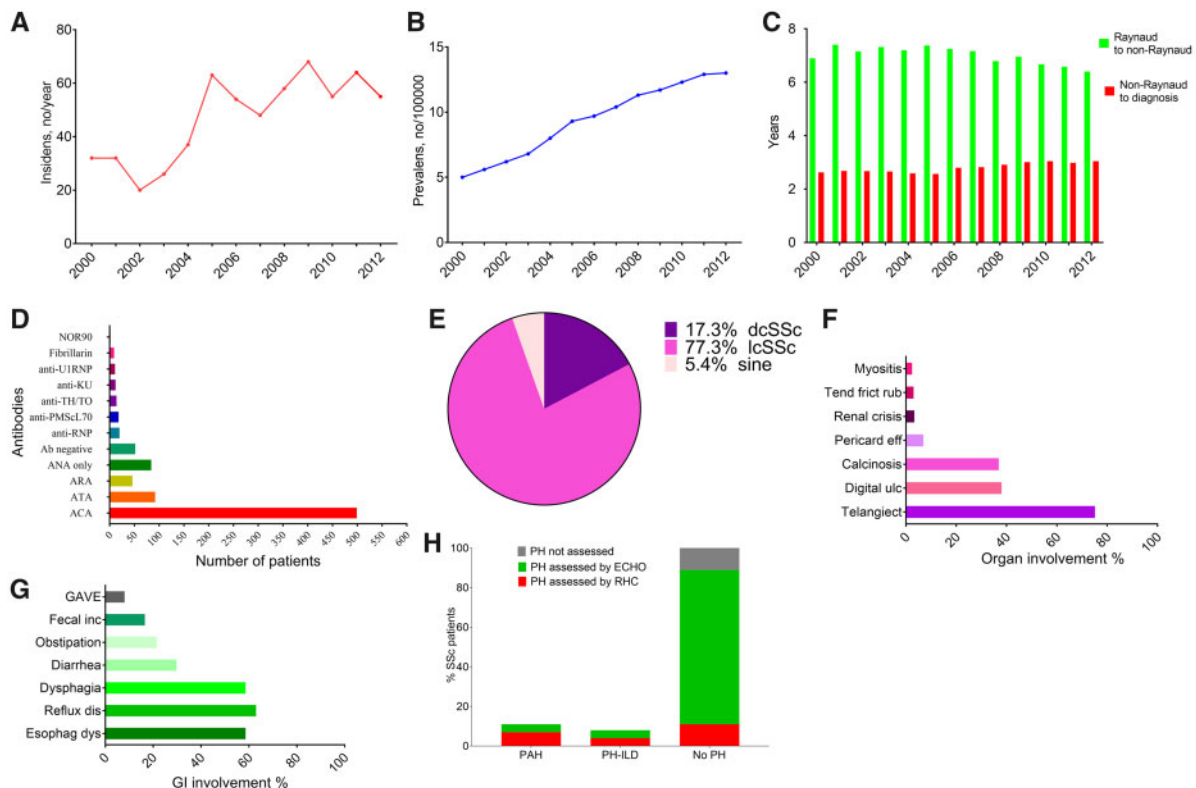 A
Insidens, no/year
80
60
40
20
0
2000
2002
2004
2006
2008
2010
2012
B
Prevalens, no/100000
15
10
5
0
2000
2002
2004
2006
2008
2010
2012
C
Years
8
6
4
2
0
2000
2002
2004
2006
2008
2010
2012
Raynaud
to non-Raynaud
Non-Raynaud
to diagnosis
D
Antibodies
NOR90
Fibrillarin
anti-U1RNP
anti-KU
anti-TH/TO
anti-PMScL70
anti-RNP
Ab negative
ANA only
ARA
ATA
ACA
0
50
100
150
200
250
300
350
400
450
500
550
600
Number of patients
E
17.3% dcSSc
77.3% lcSSc
5.4% sine
F
Myositis
Tend frict rub
Renal crisis
Pericard eff
Calcinosis
Digital ulc
Telangiect
0 20 40 60 80 100
Organ involvement %
G
GAVE
Fecal inc
Obstipation
Diarrhea
Dysphagia
Reflux dis
Esophag dys
0
20
40
60
80
100
GI involvement %
H
% SSc patients
100
80
60
40
20
0
PH not assessed
PH assessed by ECHO
PH assessed by RHC
PAH
PH-ILD
No PH